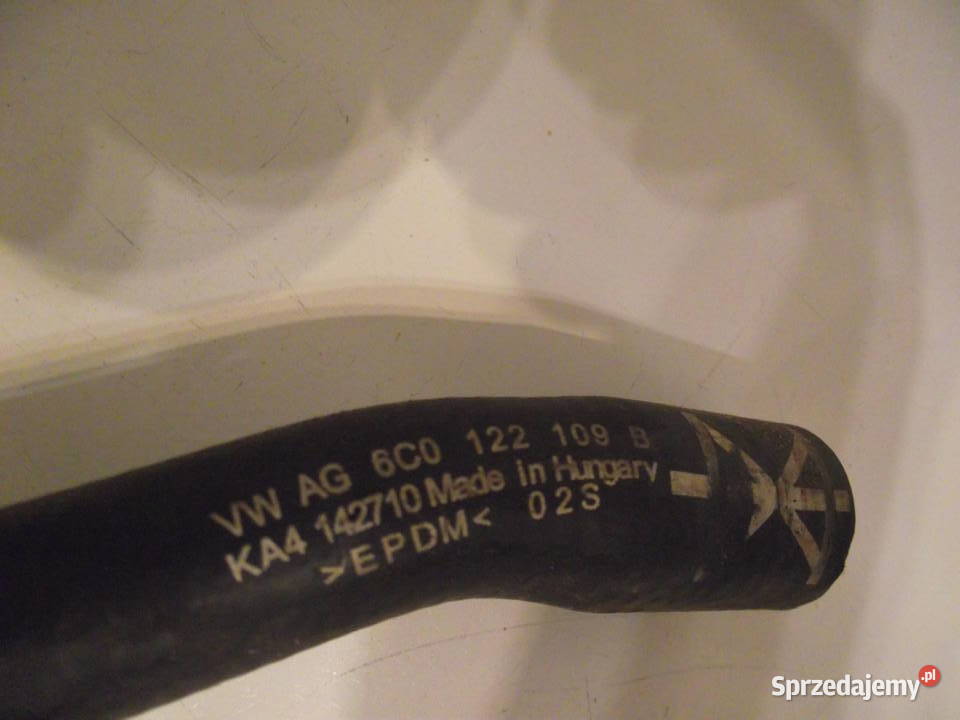 VW AG 6C0 122 109 B
KA4 142710 Made in Hungary
>EPDM< 02S
Sprzedajemy.pl